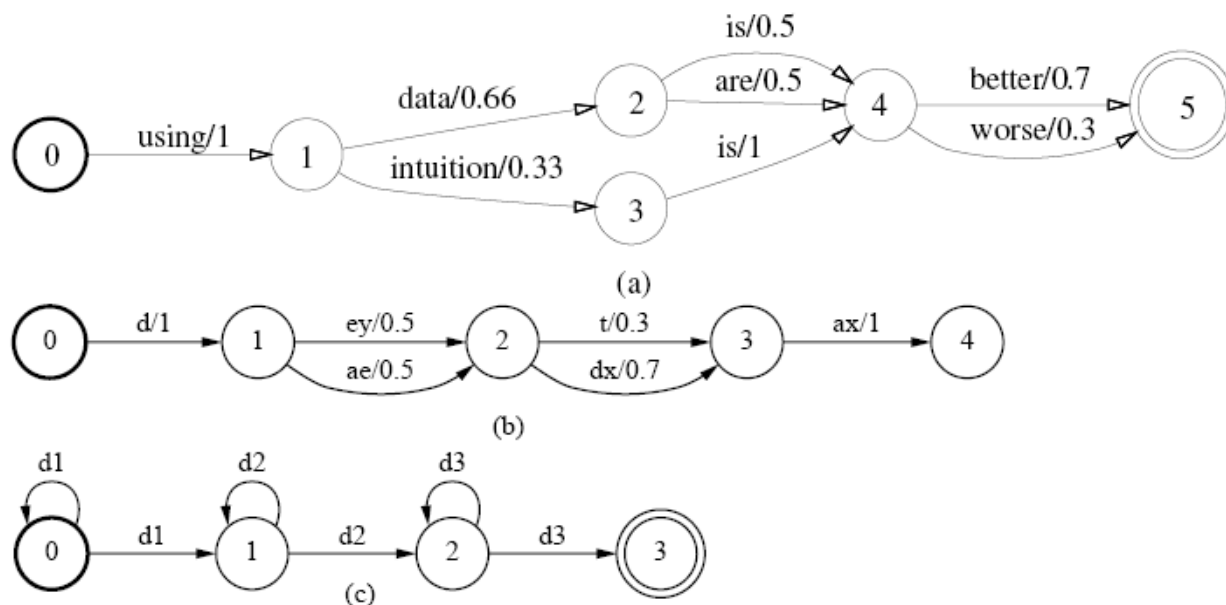 is/0.5
data/0.66 2 are/0.5 4 better/0.7 5
0 using/1 1 worse/0.3
intuition/0.33 is/1
3
(a)
0 d/1 1 ey/0.5 2 t/0.3 3 ax/1 4
ae/0.5 dx/0.7
(b)
d1 d2 d3
0 d1 1 d2 2 d3 3
(c)